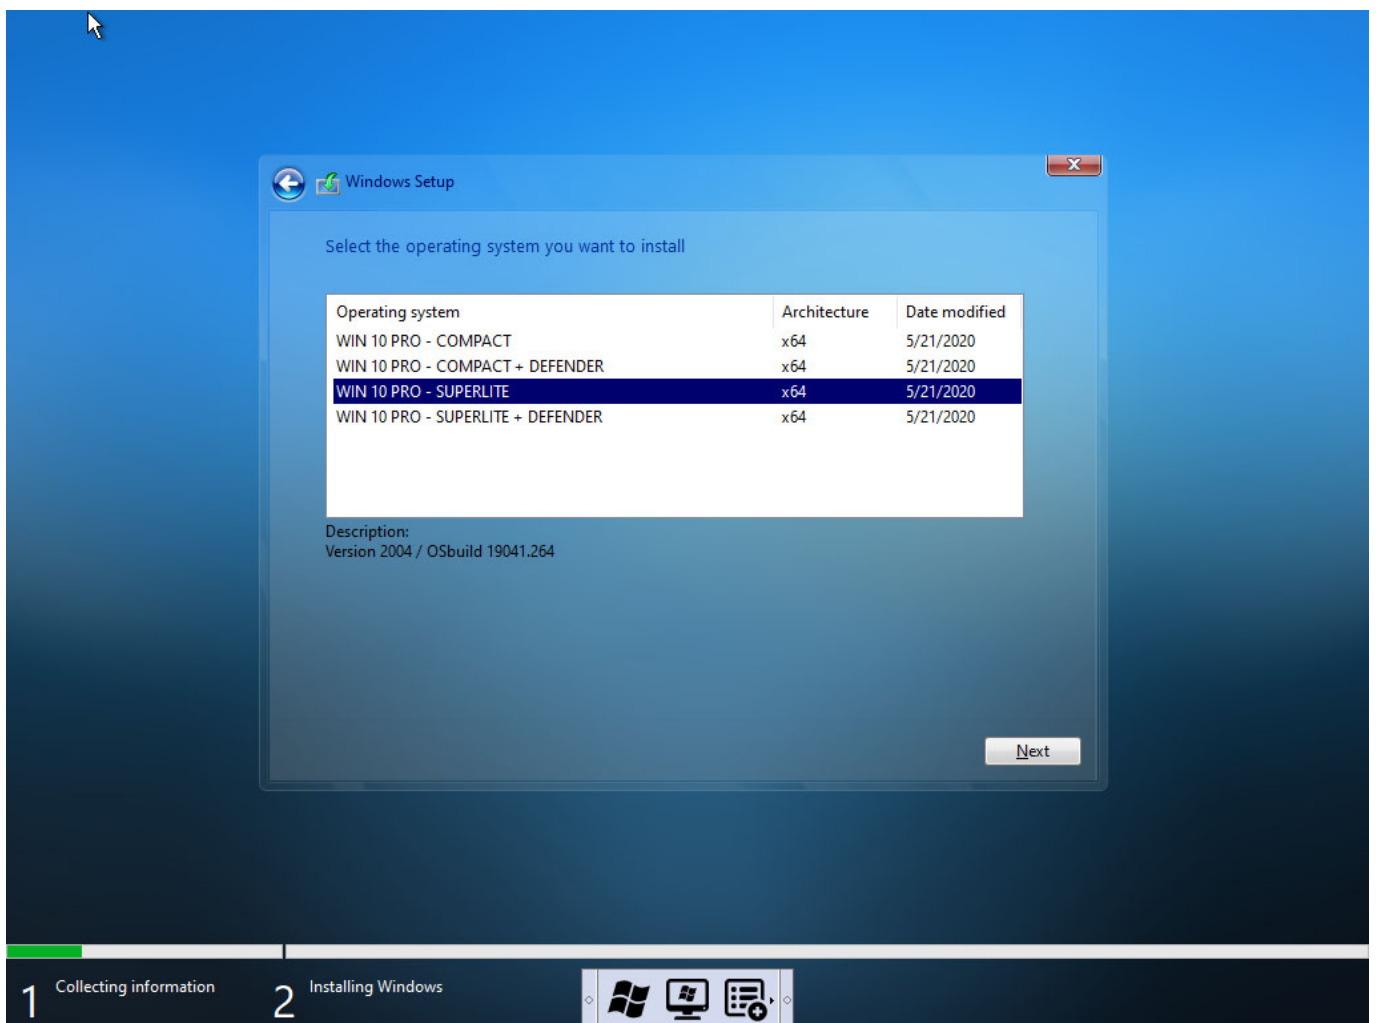 Windows Setup
Select the operating system you want to install
Operating system Architecture Date modified
WIN 10 PRO - COMPACT x64 5/21/2020
WIN 10 PRO - COMPACT + DEFENDER x64 5/21/2020
WIN 10 PRO - SUPERLITE x64 5/21/2020
WIN 10 PRO - SUPERLITE + DEFENDER x64 5/21/2020
Description:
Version 2004 / OSbuild 19041.264
Next
1 Collecting information 2 Installing Windows